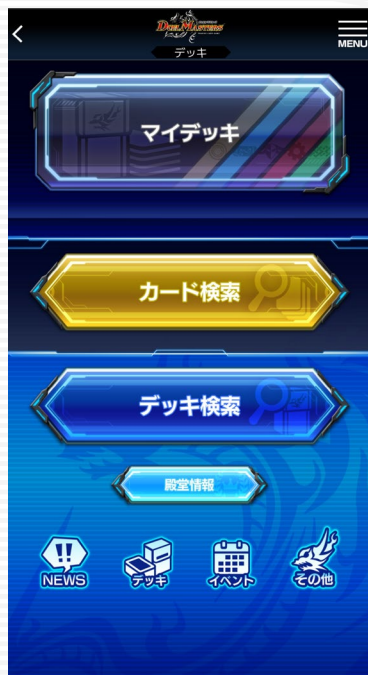 DUEL MASTERS
デッキ
MENU
マイデッキ
カード検索
デッキ検索
殿堂情報
!!
NEWS
デッキ
イベント
その他